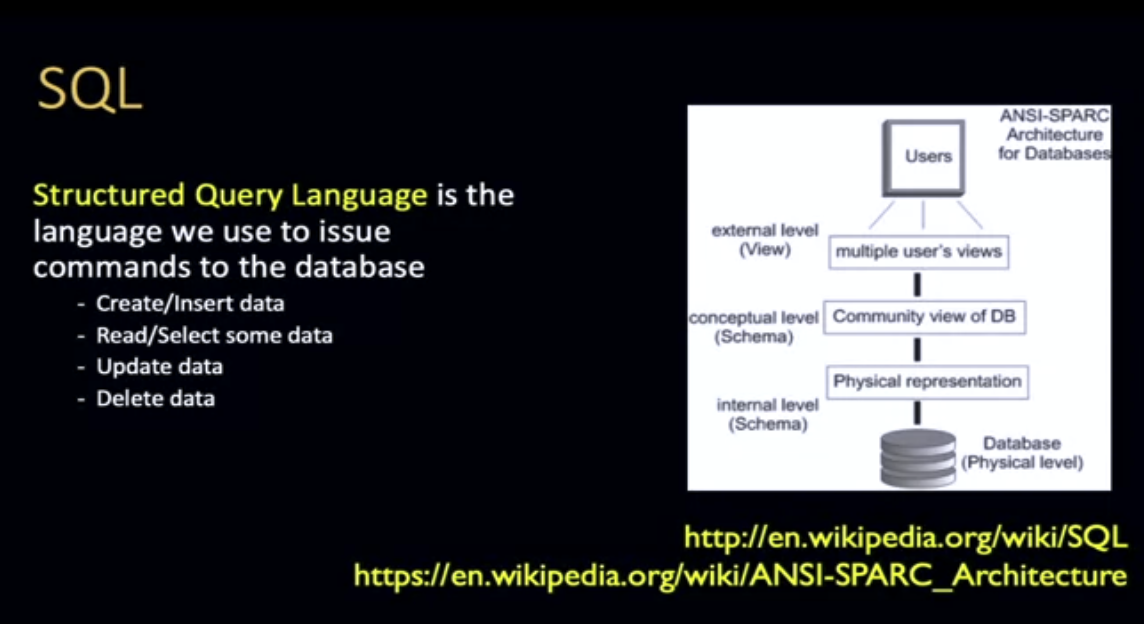 SQL
Structured Query Language is the
language we use to issue
commands to the database
- Create/Insert data
- Read/Select some data
- Update data
- Delete data
ANSI-SPARC
Architecture
for Databases
Users
external level
(View)
multiple user's views
conceptual level
(Schema)
Community view of DB
Physical representation
internal level
(Schema)
Database
(Physical level)
http://en.wikipedia.org/wiki/SQL
https://en.wikipedia.org/wiki/ANSI-SPARC_Architecture